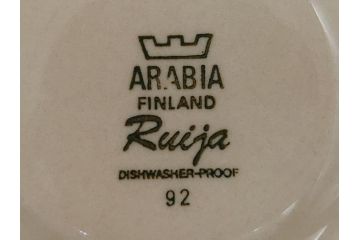 ARABIA
FINLAND
Ruija
DISHWASHER-PROOF
92